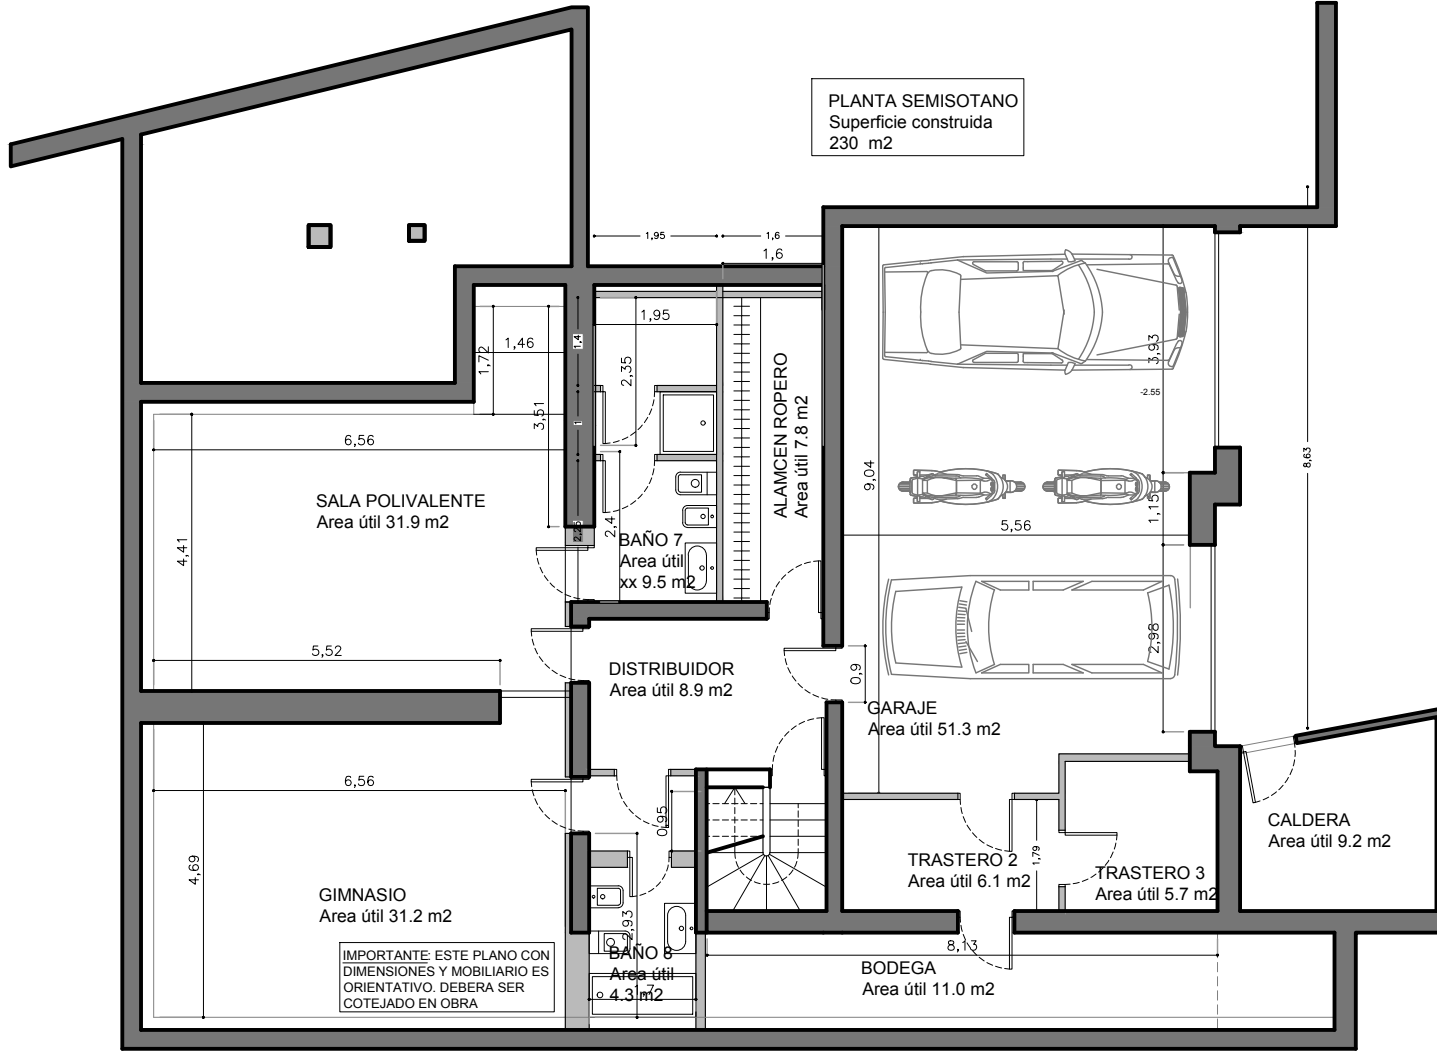 PLANTA SEMISOTANO
Superficie construida
230 m2
1,95
1,6
1,6
1,95
1,4
1,46
1,72
2,35
3,51
1
3,93
-2.55
8,63
6,56
ALAMCEN ROPERO
Area útil 7.8 m2
9,04
SALA POLIVALENTE
Area útil 31.9 m2
1,15
5,56
2,4
4,41
BAÑO 7
Area útil
xx 9.5 m2
5,52
DISTRIBUIDOR
Area útil 8.9 m2
0,9
2,98
GARAJE
Area útil 51.3 m2
6,56
0,95
CALDERA
Area útil 9.2 m2
4,69
1,79
TRASTERO 2
Area útil 6.1 m2
TRASTERO 3
Area útil 5.7 m2
GIMNASIO
Area útil 31.2 m2
2,93
8,13
IMPORTANTE: ESTE PLANO CON
DIMENSIONES Y MOBILIARIO ES
ORIENTATIVO. DEBERA SER
COTEJADO EN OBRA
BAÑO 8
Area útil
4.3 m2
1,7
BODEGA
Area útil 11.0 m2